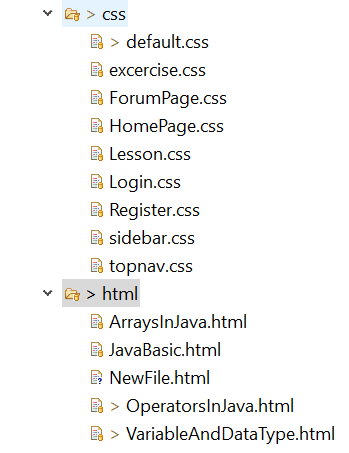 > css
> default.css
excercise.css
ForumPage.css
HomePage.css
Lesson.css
Login.css
Register.css
sidebar.css
topnav.css
> html
ArraysInJava.html
JavaBasic.html
NewFile.html
> OperatorsInJava.html
> VariableAndDataType.html